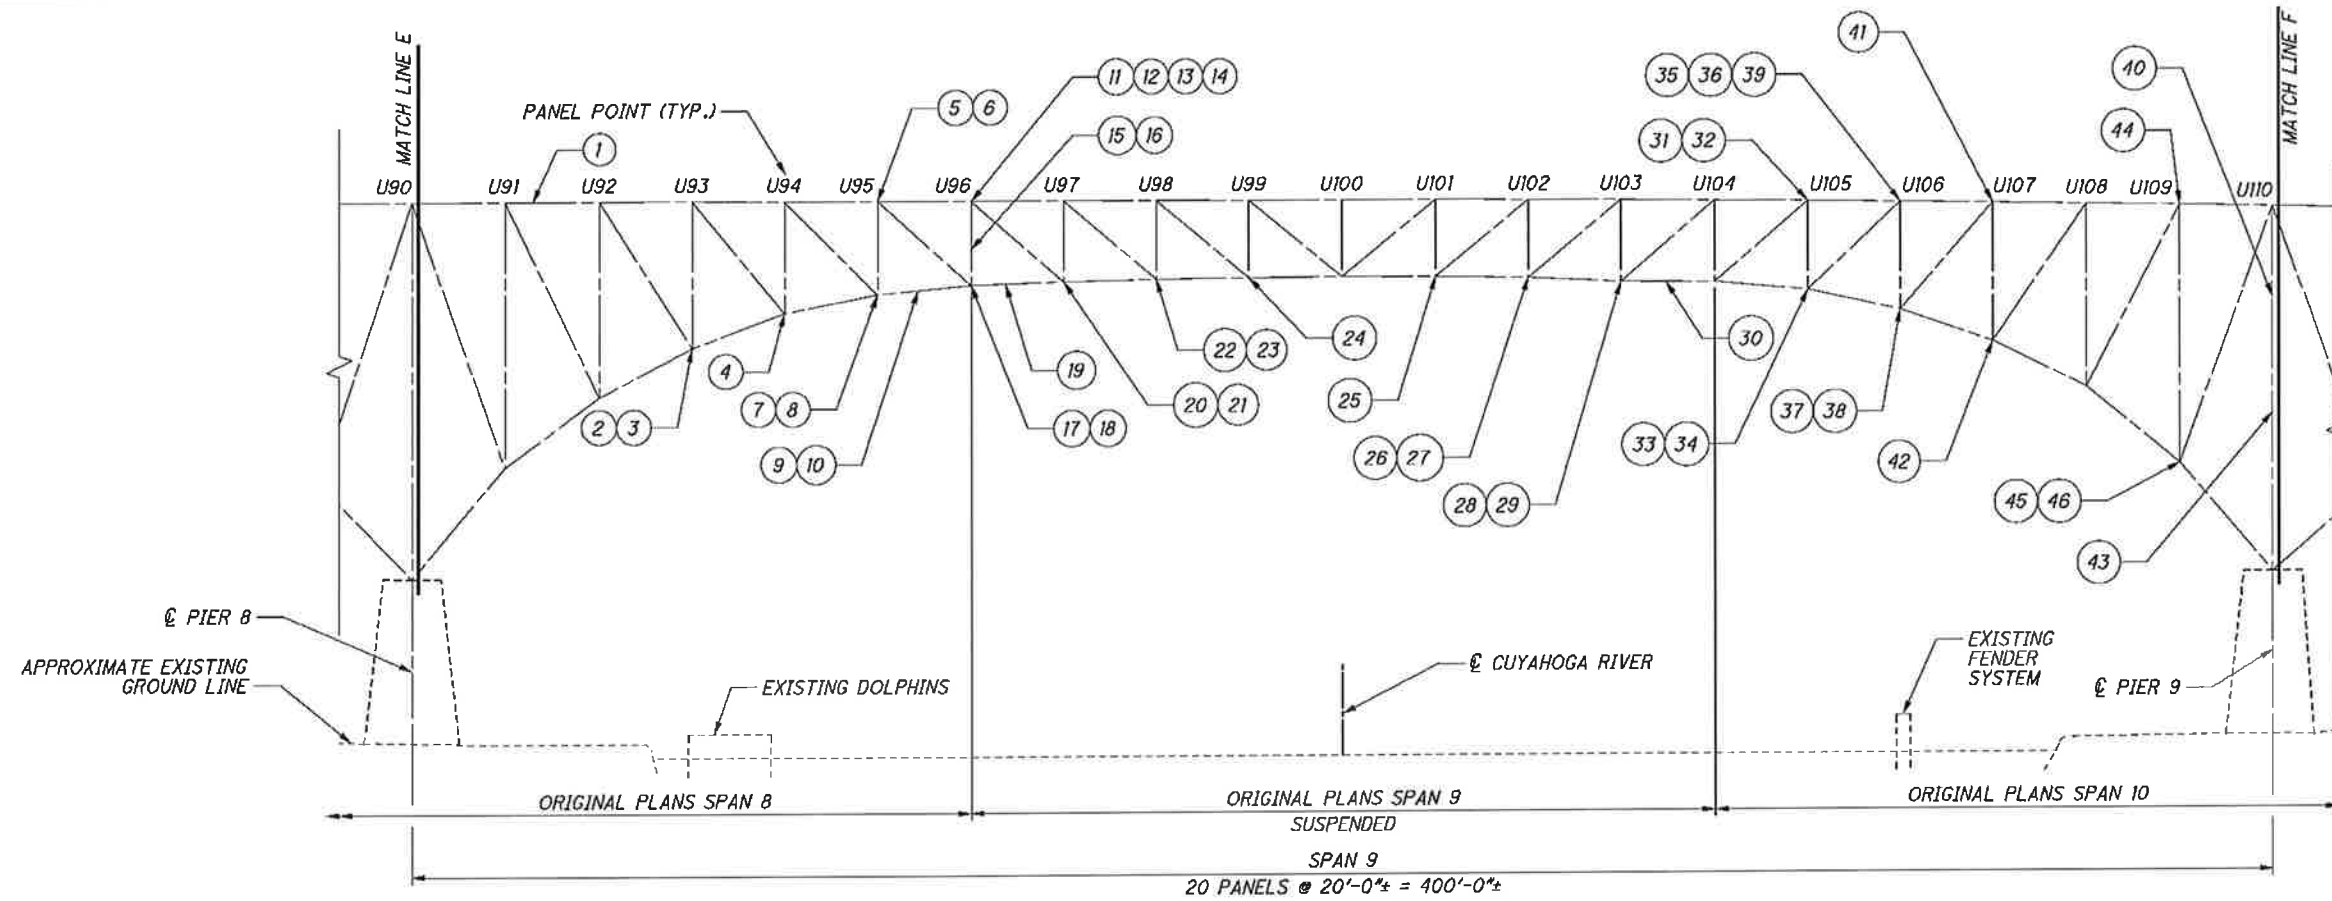 MATCH LINE E
MATCH LINE F
41
40
35 36 39
11 12 13 14
5 6
PANEL POINT (TYP.)
15 16
31 32
44
1
U90 U91 U92 U93 U94 U95 U96 U97 U98 U99 U100 U101 U102 U103 U104 U105 U106 U107 U108 U109 U110
4
22 23
24
30
19
7 8
20 21
25
37 38
2 3
17 18
33 34
9 10
26 27
42
28 29
45 46
43
℄ PIER 8
APPROXIMATE EXISTING
GROUND LINE
EXISTING DOLPHINS
℄ CUYAHOGA RIVER
EXISTING
FENDER
SYSTEM
℄ PIER 9
ORIGINAL PLANS SPAN 8
ORIGINAL PLANS SPAN 9
SUSPENDED
ORIGINAL PLANS SPAN 10
SPAN 9
20 PANELS @ 20'-0"± = 400'-0"±